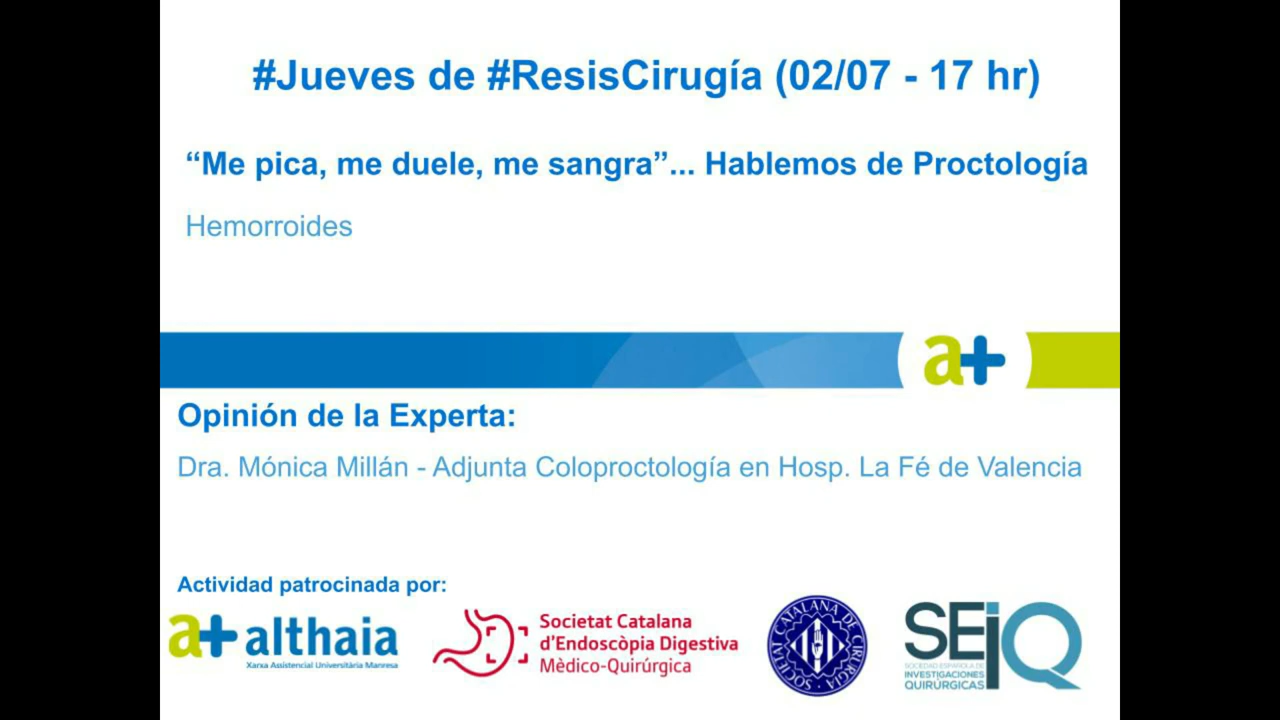 #Jueves de #ResisCirugía (02/07 - 17 hr)
“Me pica, me duele, me sangra”... Hablemos de Proctología
Hemorroides
a+
Opinión de la Experta:
Dra. Mónica Millán - Adjunta Coloproctología en Hosp. La Fé de Valencia
Actividad patrocinada por:
a+ althaia
Xarxa Assistencial Universitària Manresa
Societat Catalana
d'Endoscòpia Digestiva
Mèdico-Quirúrgica
SOCIETAT CATALANA DE CIRURGIA
SEIQ
SOCIEDAD ESPAÑOLA DE
INVESTIGACIONES
QUIRÚRGICAS